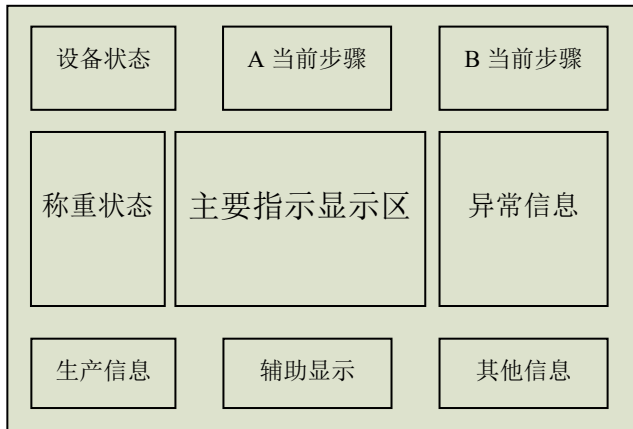 设备状态
A 当前步骤
B 当前步骤
称重状态
主要指示显示区
异常信息
生产信息
辅助显示
其他信息